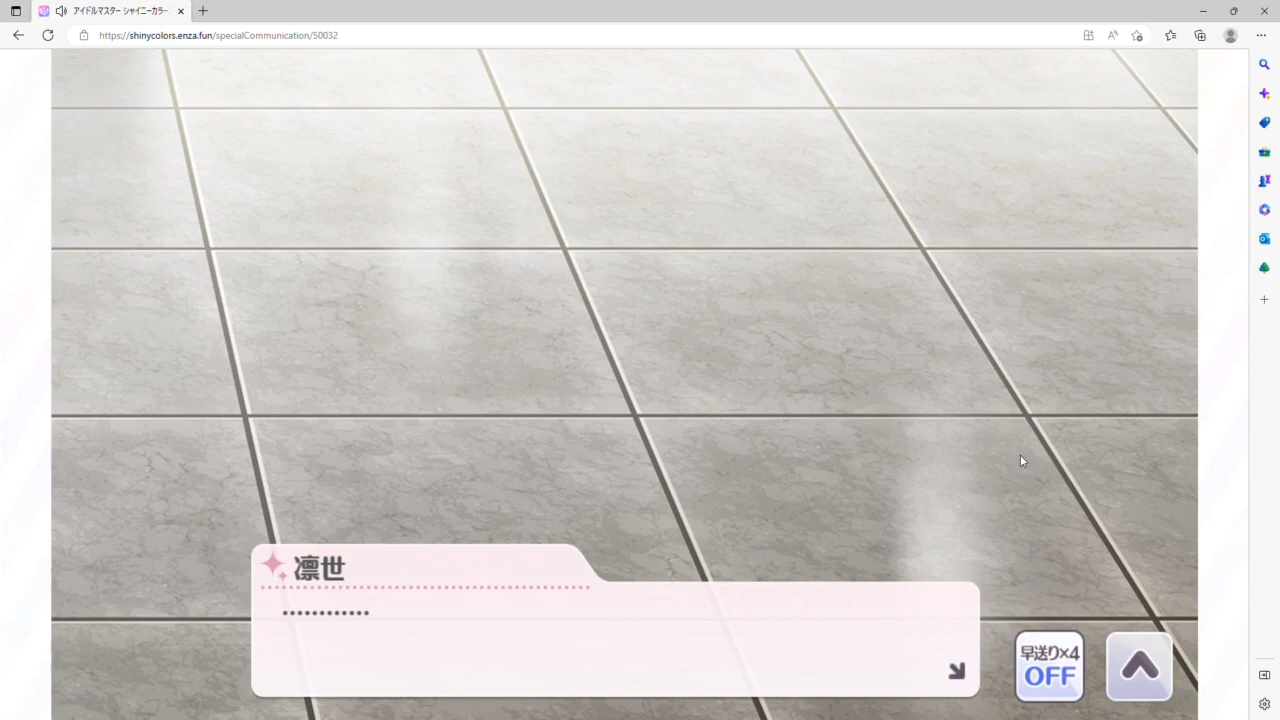 アイドルマスター シャイニーカラー
https://shinycolors.enza.fun/specialCommunication/50032
凛世
…………
早送り×4
OFF